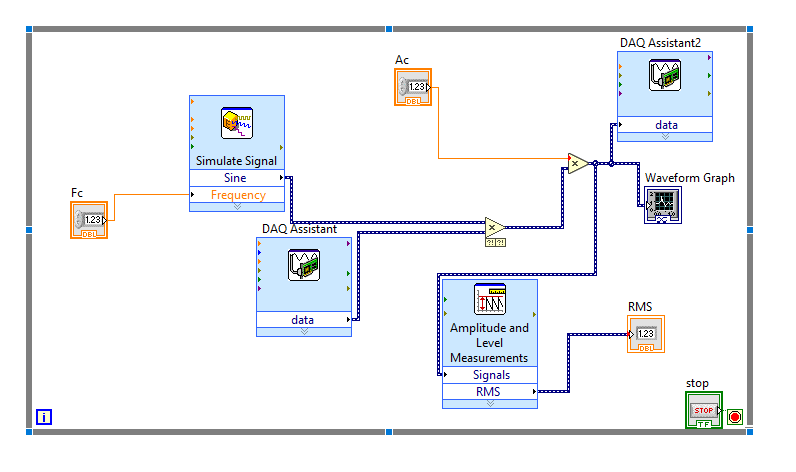 DAQ Assistant2
data
Ac
1.23
DBL
Simulate Signal
Sine
Frequency
Fc
1.23
DBL
Waveform Graph
DAQ Assistant
data
?! ?!
Amplitude and
Level
Measurements
Signals
RMS
RMS
1.23
DBL
stop
STOP
TF
i